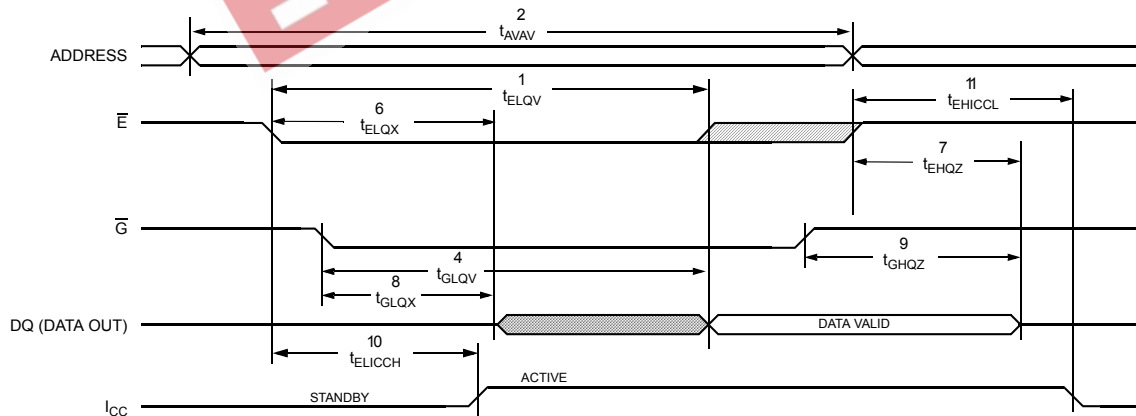 2
tAVAV
ADDRESS
1
tELQV
11
tEHICCL
6
tELQX
E
7
tEHQZ
G
9
tGHQZ
4
tGLQV
8
tGLQX
DQ (DATA OUT)
DATA VALID
10
tELICCH
ACTIVE
STANDBY
ICC